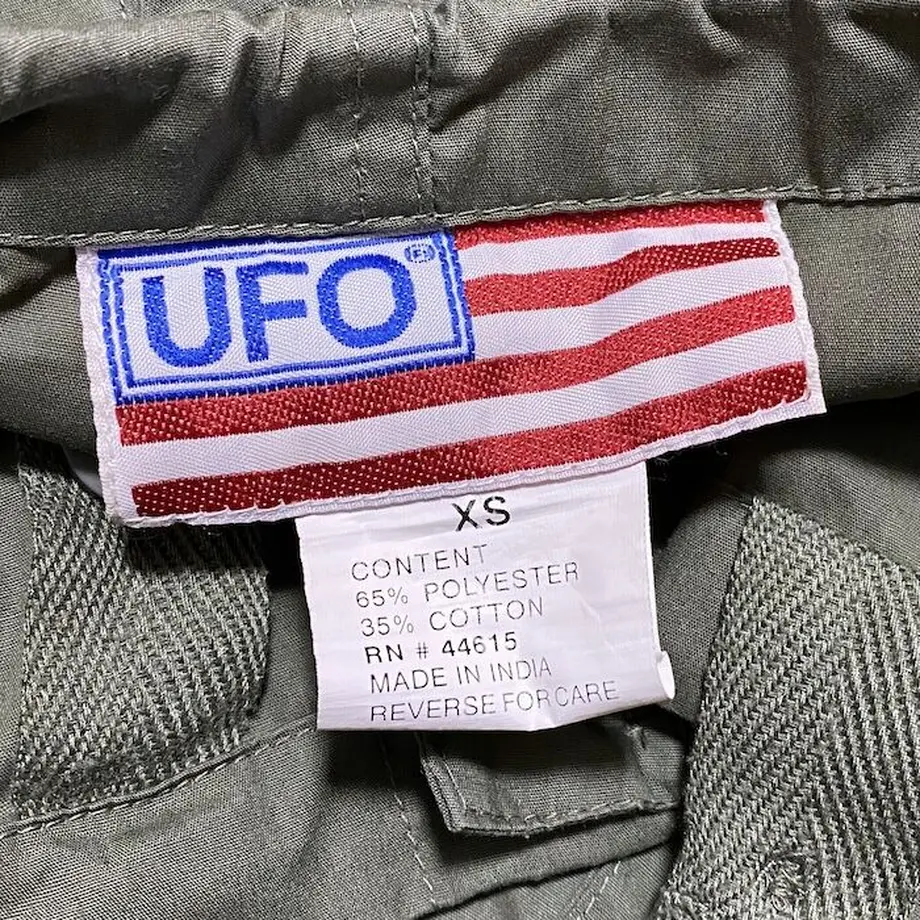 UFO®
XS
CONTENT
65% POLYESTER
35% COTTON
RN # 44615
MADE IN INDIA
REVERSE FOR CARE